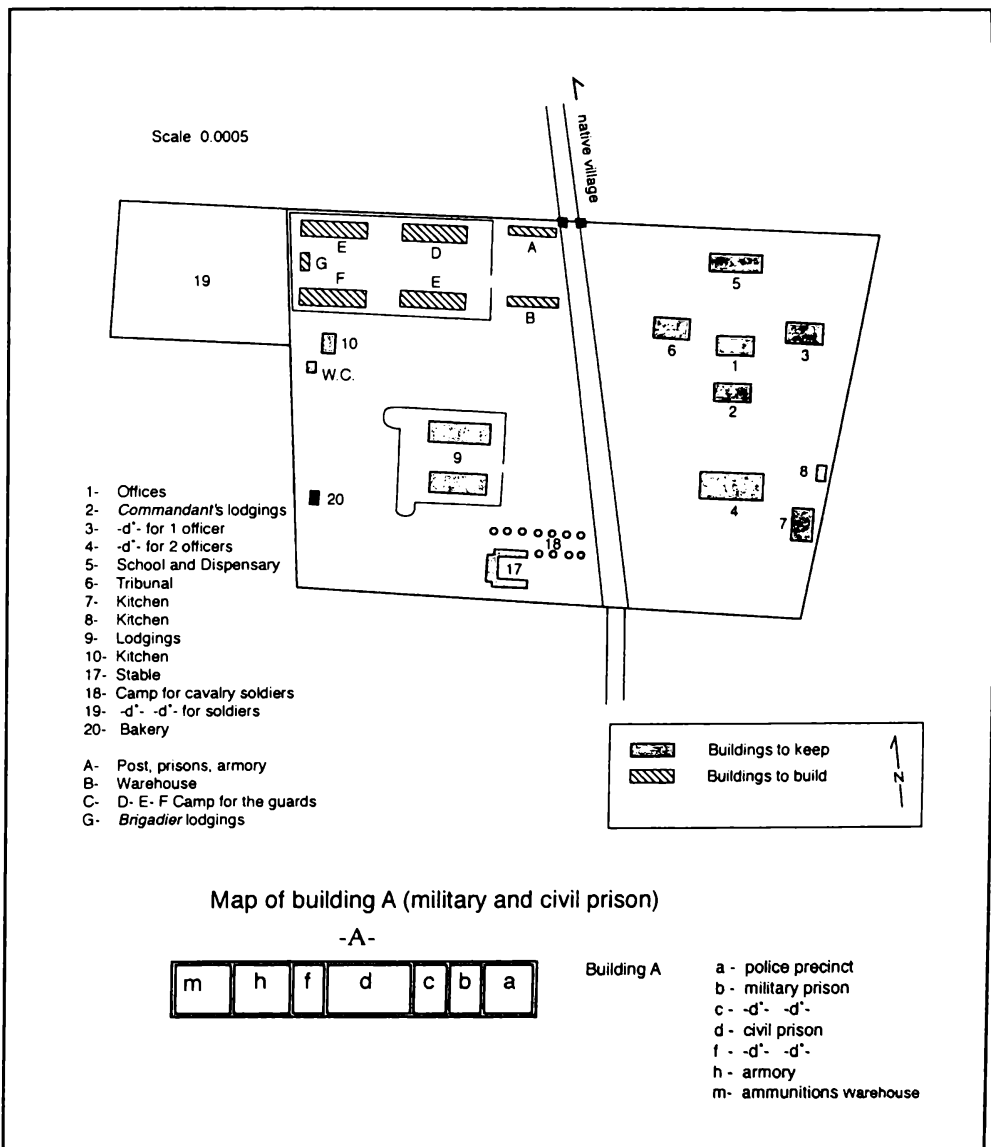 Scale 0.0005
native village
19
E
D
A
G
F
E
B
5
6
1
3
2
10
W.C.
9
8
4
7
20
18
17
1- Offices
2- Commandant's lodgings
3- -d°- for 1 officer
4- -d°- for 2 officers
5- School and Dispensary
6- Tribunal
7- Kitchen
8- Kitchen
9- Lodgings
10- Kitchen
17- Stable
18- Camp for cavalry soldiers
19- -d°- -d°- for soldiers
20- Bakery
A- Post, prisons, armory
B- Warehouse
C- D- E- F Camp for the guards
G- Brigadier lodgings
Buildings to keep
Buildings to build
N
Map of building A (military and civil prison)
-A-
m h f d c b a
Building A
a - police precinct
b - military prison
c - -d°- -d°-
d - civil prison
f - -d°- -d°-
h - armory
m- ammunitions warehouse